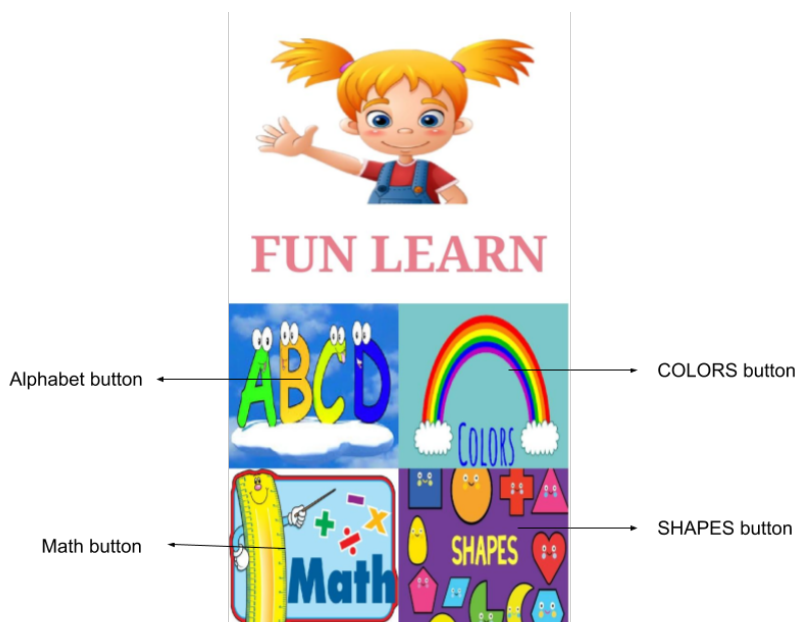 FUN LEARN
ABCD
Alphabet button
COLORS
COLORS button
Math
Math button
SHAPES
SHAPES button